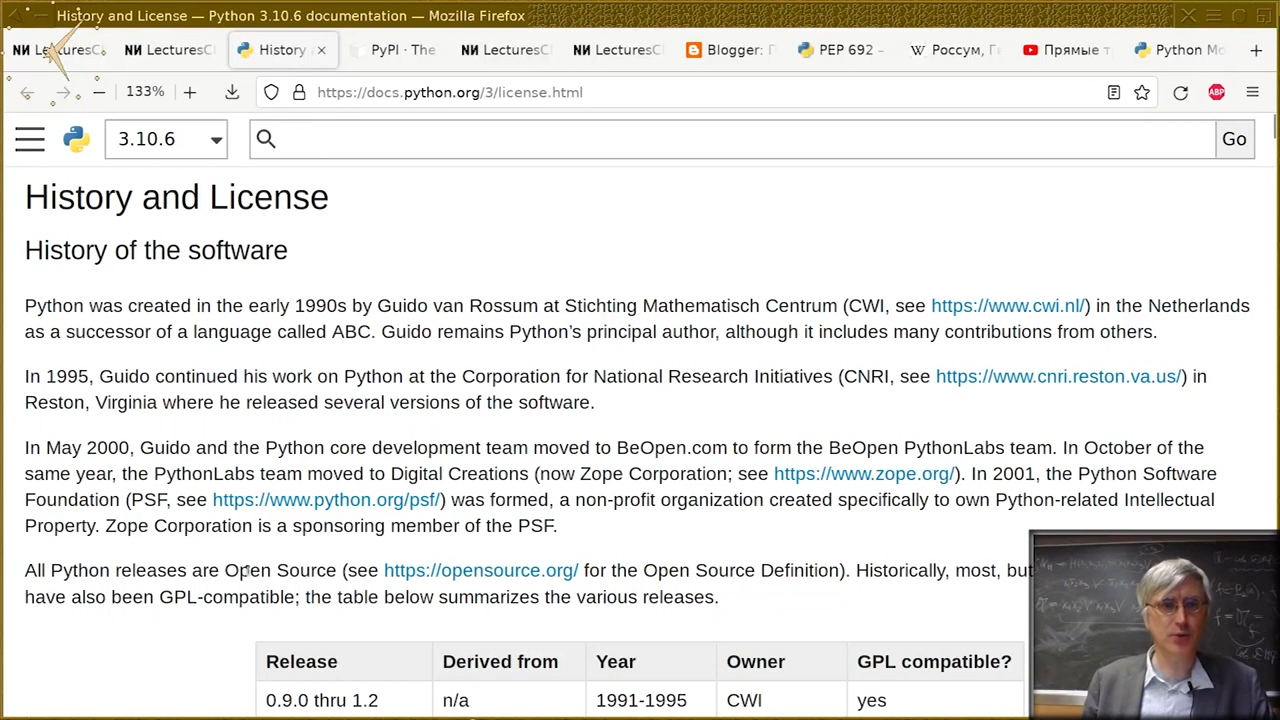 History and License — Python 3.10.6 documentation — Mozilla Firefox
LecturesC
LecturesC
History
PyPI · The
LecturesC
LecturesC
Blogger:
PEP 692 –
Россум, Г
Прямые т
Python Mo
133%
https://docs.python.org/3/license.html
ABP
3.10.6
Go
History and License
History of the software
Python was created in the early 1990s by Guido van Rossum at Stichting Mathematisch Centrum (CWI, see https://www.cwi.nl/) in the Netherlands
as a successor of a language called ABC. Guido remains Python’s principal author, although it includes many contributions from others.
In 1995, Guido continued his work on Python at the Corporation for National Research Initiatives (CNRI, see https://www.cnri.reston.va.us/) in
Reston, Virginia where he released several versions of the software.
In May 2000, Guido and the Python core development team moved to BeOpen.com to form the BeOpen PythonLabs team. In October of the
same year, the PythonLabs team moved to Digital Creations (now Zope Corporation; see https://www.zope.org/). In 2001, the Python Software
Foundation (PSF, see https://www.python.org/psf/) was formed, a non-profit organization created specifically to own Python-related Intellectual
Property. Zope Corporation is a sponsoring member of the PSF.
All Python releases are Open Source (see https://opensource.org/ for the Open Source Definition). Historically, most, but
have also been GPL-compatible; the table below summarizes the various releases.
Release Derived from Year Owner GPL compatible?
0.9.0 thru 1.2 n/a 1991-1995 CWI yes